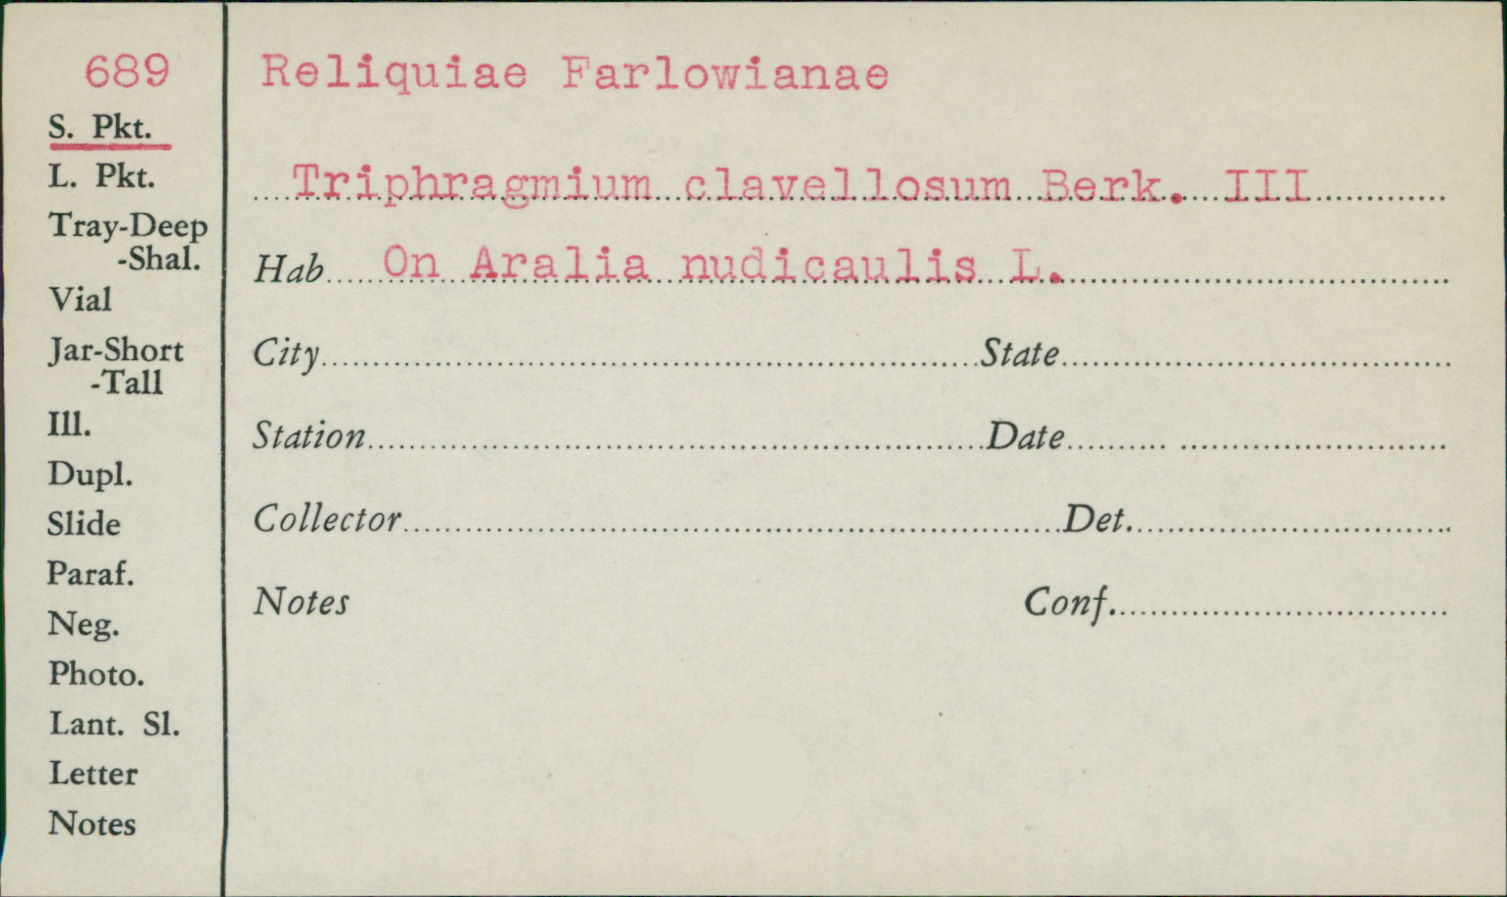 689
S. Pkt.
L. Pkt.
Tray-Deep
-Shal.
Vial
Jar-Short
-Tall
Ill.
Dupl.
Slide
Paraf.
Neg.
Photo.
Lant. Sl.
Letter
Notes
Reliquiae Farlowianae
Triphragmium clavellosum Berk. III
Hab On Aralia nudicaulis L.
City State
Station Date
Collector Det.
Notes Conf.